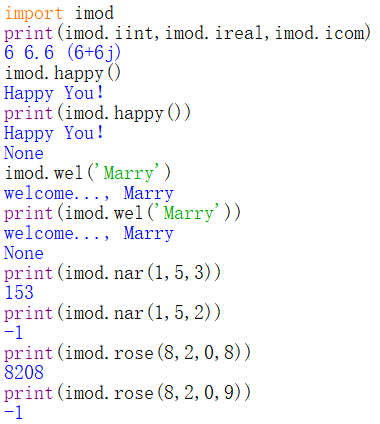 import imod
print(imod.iint,imod.ireal,imod.icom)
6 6.6 (6+6j)
imod.happy()
Happy You!
print(imod.happy())
Happy You!
None
imod.wel('Marry')
welcome..., Marry
print(imod.wel('Marry'))
welcome..., Marry
None
print(imod.nar(1,5,3))
153
print(imod.nar(1,5,2))
-1
print(imod.rose(8,2,0,8))
8208
print(imod.rose(8,2,0,9))
-1